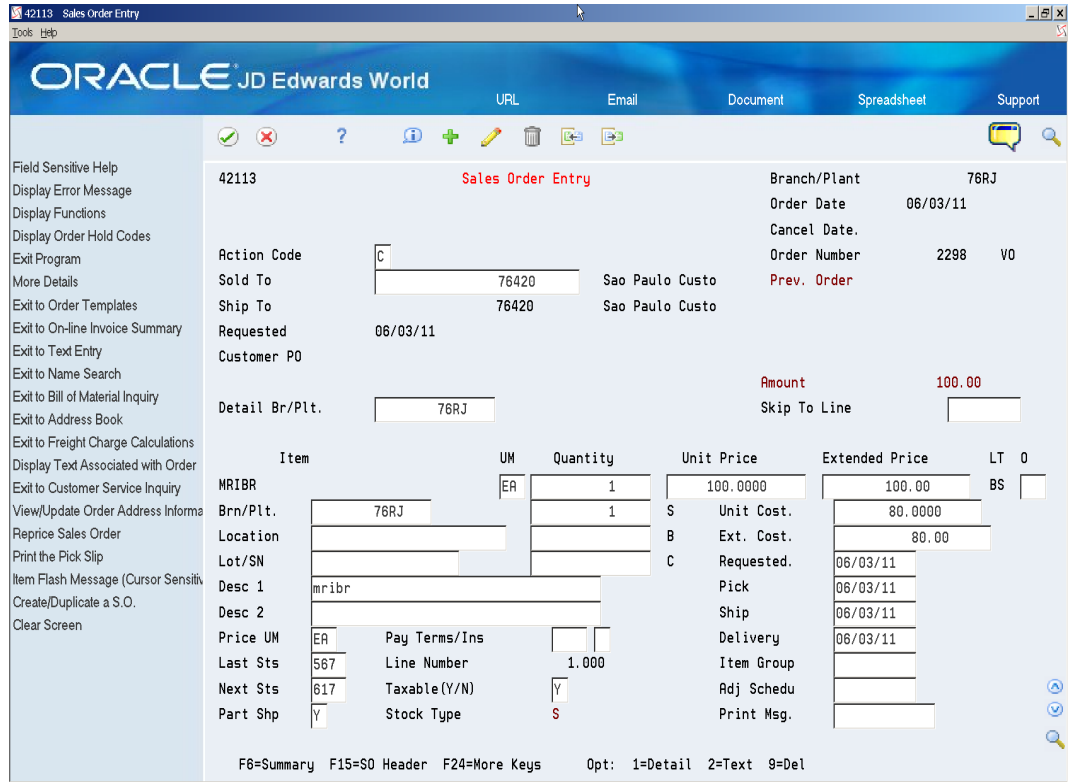 42113 Sales Order Entry
Tools Help
ORACLE JD Edwards World
URL Email Document Spreadsheet Support
Field Sensitive Help
Display Error Message
Display Functions
Display Order Hold Codes
Exit Program
More Details
Exit to Order Templates
Exit to On-line Invoice Summary
Exit to Text Entry
Exit to Name Search
Exit to Bill of Material Inquiry
Exit to Address Book
Exit to Freight Charge Calculations
Display Text Associated with Order
Exit to Customer Service Inquiry
View/Update Order Address Informa
Reprice Sales Order
Print the Pick Slip
Item Flash Message (Cursor Sensitiv
Create/Duplicate a S.O.
Clear Screen
42113 Sales Order Entry Branch/Plant 76RJ
Order Date 06/03/11
Cancel Date.
Action Code C Order Number 2298 VO
Sold To 76420 Sao Paulo Custo Prev. Order
Ship To 76420 Sao Paulo Custo
Requested 06/03/11
Customer PO
Amount 100.00
Detail Br/Plt. 76RJ Skip To Line
Item UM Quantity Unit Price Extended Price LT O
MRIBR EA 1 100.0000 100.00 BS
Brn/Plt. 76RJ 1 S Unit Cost. 80.0000
Location B Ext. Cost. 80.00
Lot/SN C Requested. 06/03/11
Desc 1 mribr Pick 06/03/11
Desc 2 Ship 06/03/11
Price UM EA Pay Terms/Ins Delivery 06/03/11
Last Sts 567 Line Number 1.000 Item Group
Next Sts 617 Taxable(Y/N) Y Adj Schedu
Part Shp Y Stock Type S Print Msg.
F6=Summary F15=SO Header F24=More Keys Opt: 1=Detail 2=Text 9=Del